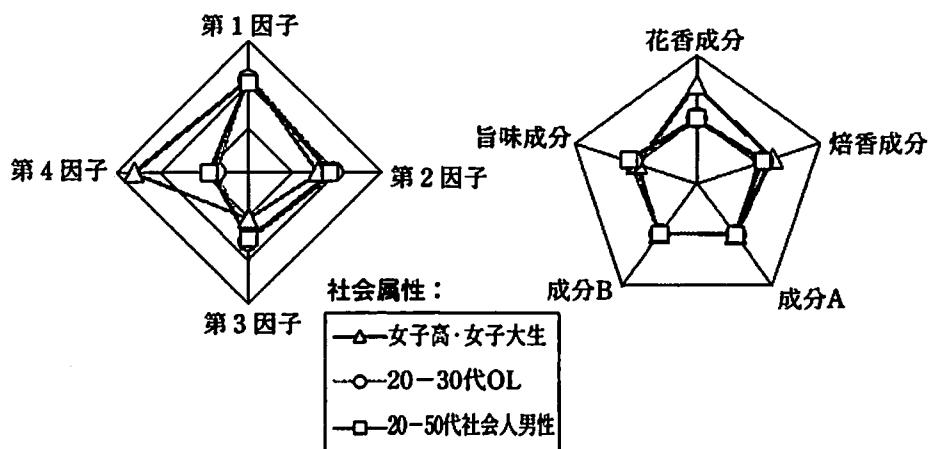 第1因子
第4因子
第2因子
第3因子
花香成分
旨味成分
焙香成分
成分B
成分A
社会属性：
女子高・女子大生
20－30代OL
20－50代社会人男性